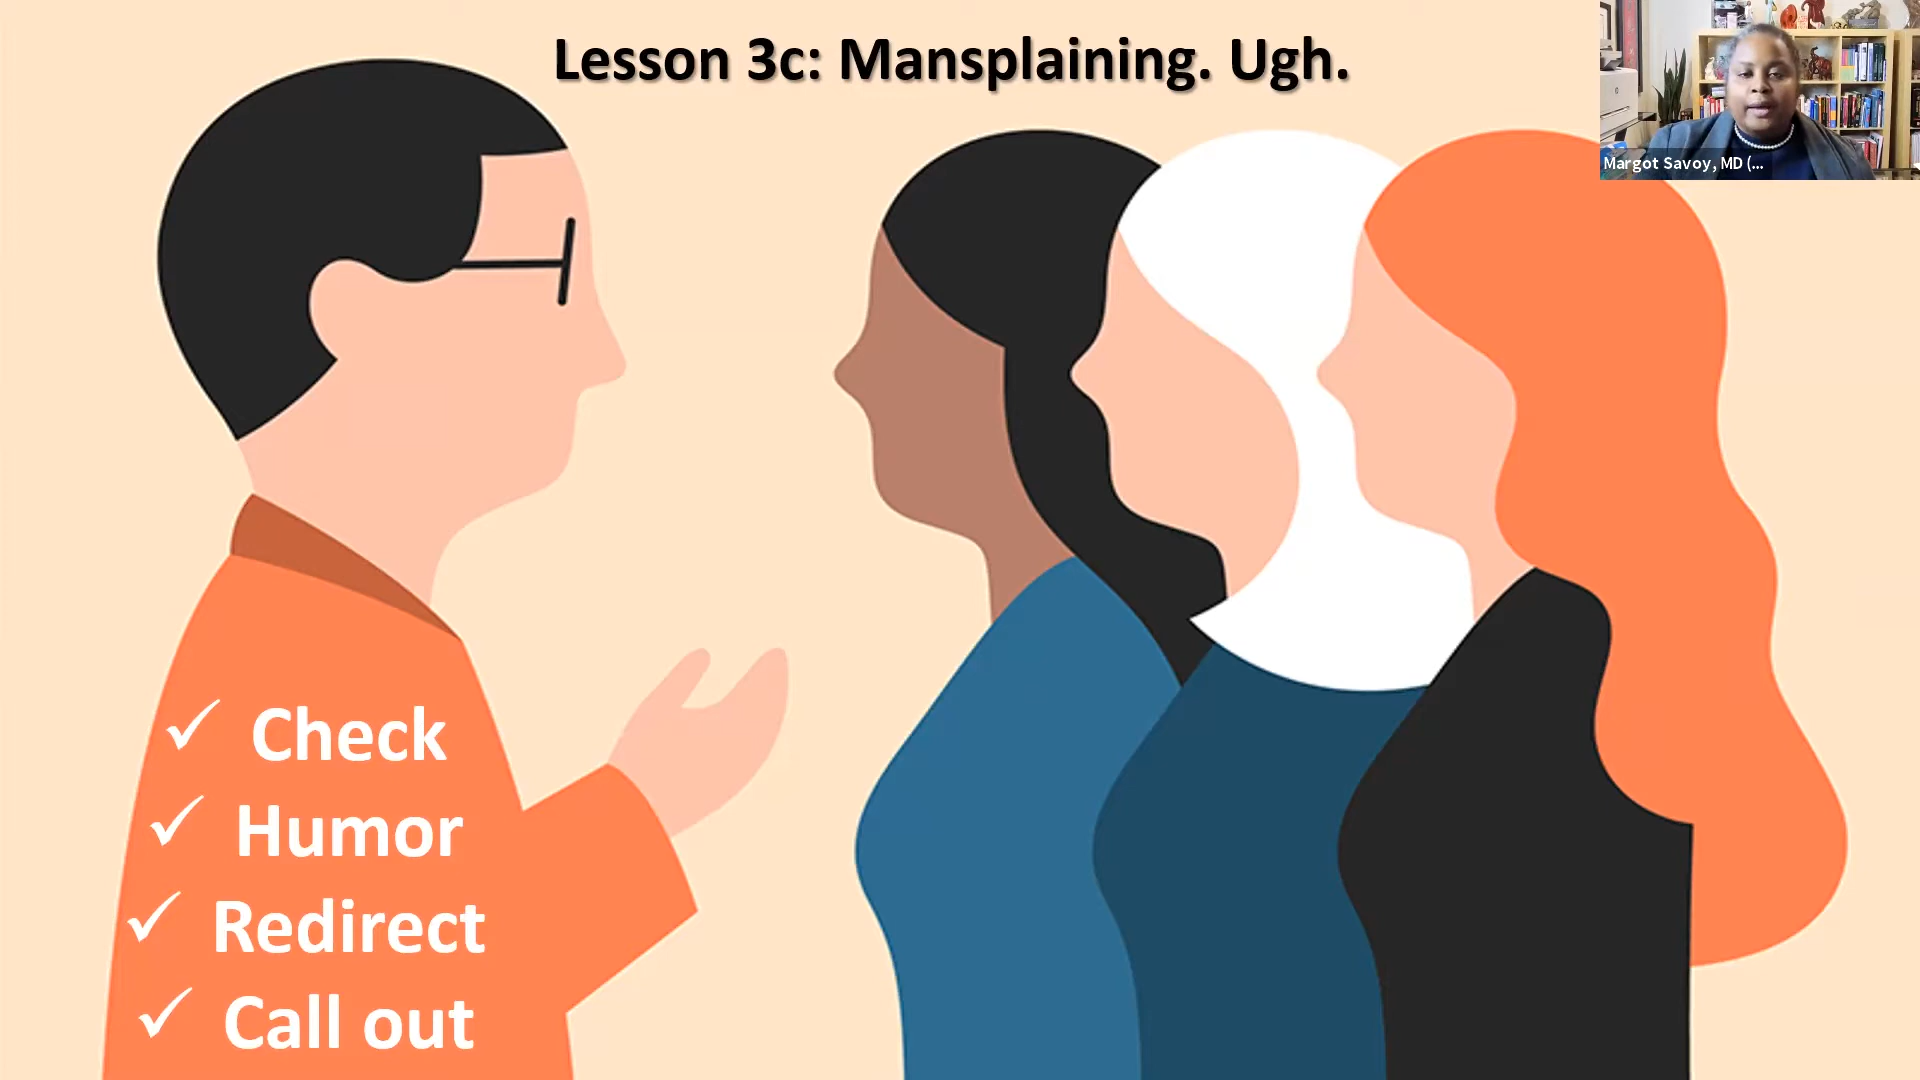 Lesson 3c: Mansplaining. Ugh.
Margot Savoy, MD (...
✓ Check
✓ Humor
✓ Redirect
✓ Call out